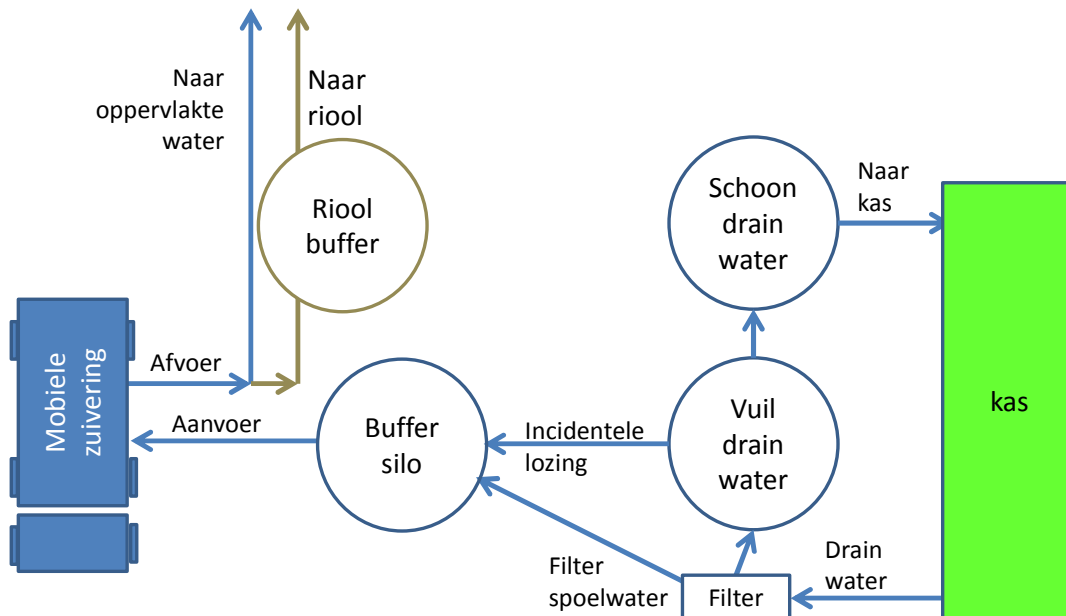 Naar
oppervlakte
water
Naar
riool
Riool
buffer
Schoon
drain
water
Naar
kas
Mobiele
zuivering
Afvoer
Aanvoer
Buffer
silo
Incidentele
lozing
Vuil
drain
water
kas
Filter
spoelwater
Filter
Drain
water